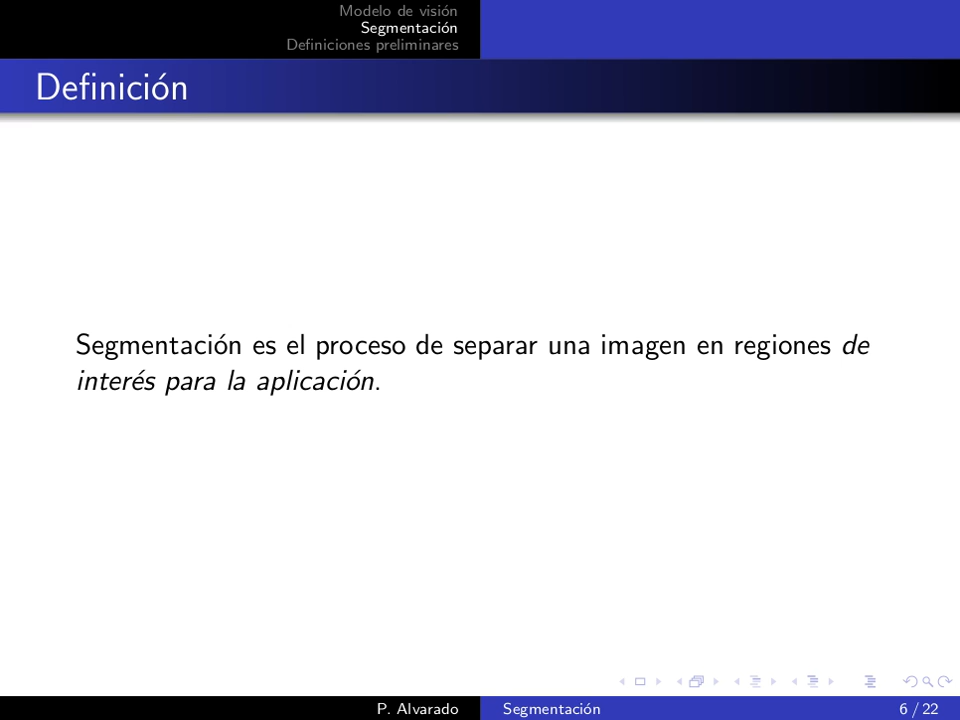 Modelo de visión
Segmentación
Definiciones preliminares
Definición
Segmentación es el proceso de separar una imagen en regiones de
interés para la aplicación.
P. Alvarado
Segmentación
6 / 22